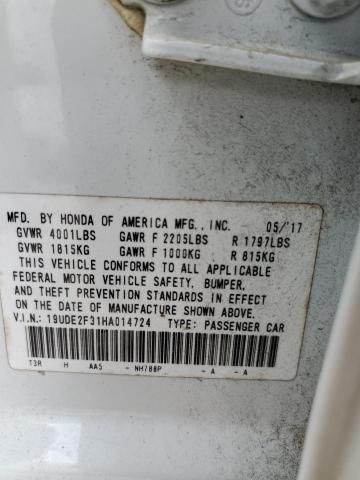 MFD. BY HONDA OF AMERICA MFG., INC. 05/'17
GVWR 4001LBS GAWR F 2205LBS R 1797LBS
GVWR 1815KG GAWR F 1000KG R 815KG
THIS VEHICLE CONFORMS TO ALL APPLICABLE
FEDERAL MOTOR VEHICLE SAFETY, BUMPER,
AND THEFT PREVENTION STANDARDS IN EFFECT
ON THE DATE OF MANUFACTURE SHOWN ABOVE.
V.I.N.: 19UDE2F31HA014724 TYPE: PASSENGER CAR
T3R H AA5 - NH788P - A - A